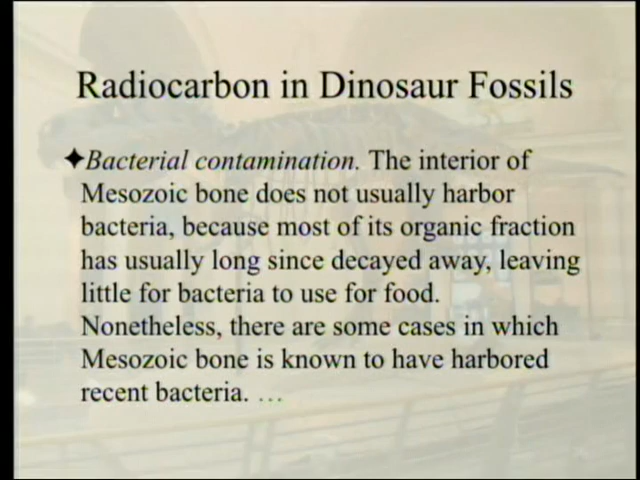 Radiocarbon in Dinosaur Fossils
✦Bacterial contamination. The interior of
Mesozoic bone does not usually harbor
bacteria, because most of its organic fraction
has usually long since decayed away, leaving
little for bacteria to use for food.
Nonetheless, there are some cases in which
Mesozoic bone is known to have harbored
recent bacteria. …